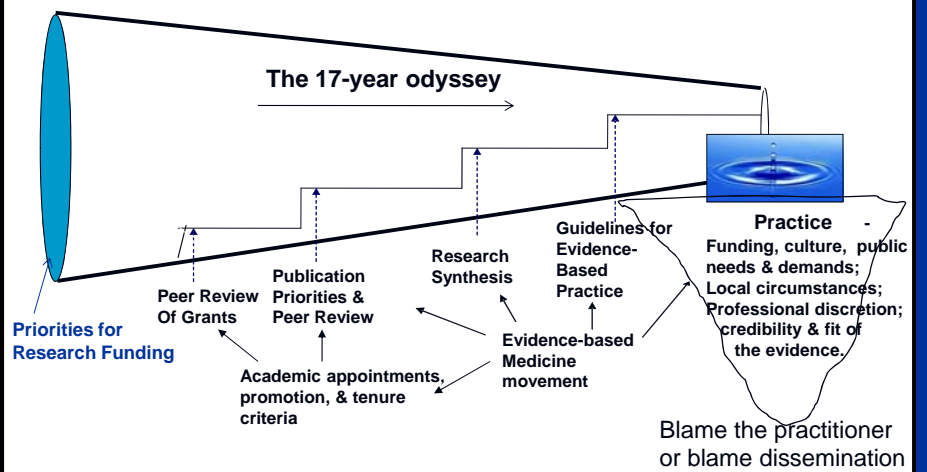 The 17-year odyssey
Priorities for
Research Funding
Peer Review
Of Grants
Publication
Priorities &
Peer Review
Research
Synthesis
Guidelines for
Evidence-
Based
Practice
Academic appointments,
promotion, & tenure
criteria
Evidence-based
Medicine
movement
Practice -
Funding, culture, public
needs & demands;
Local circumstances;
Professional discretion;
credibility & fit of
the evidence.
Blame the practitioner
or blame dissemination